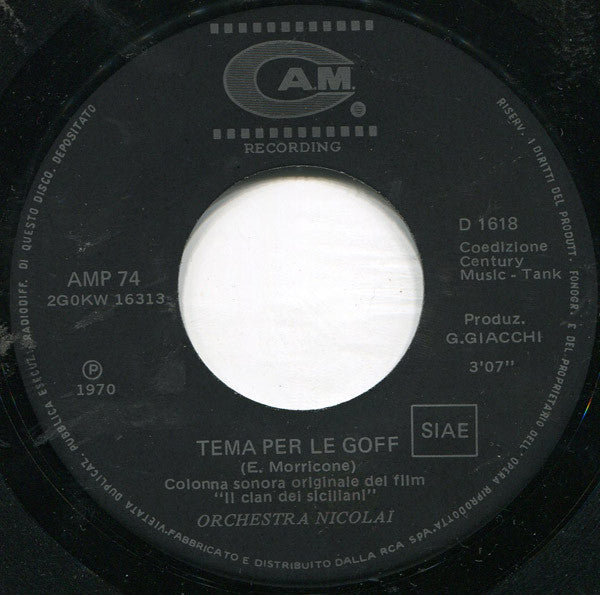 CAM.
RECORDING
AMP 74
2G0KW 16313
Ⓟ
1970
D 1618
Coedizione
Century
Music - Tank
Produz.
G.GIACCHI
3'07"
SIAE
TEMA PER LE GOFF
(E. Morricone)
Colonna sonora originale del film
"Il clan dei siciliani"
ORCHESTRA NICOLAI
RISERV. I DIRITTI DEL PRODUTT. FONOGR. E DEL PROPRIETARIO DELL'OPERA RIPRODOTTA.
VIETATA DUPLICAZ. PUBBLICA ESECUZ. E RADIODIFF. DI QUESTO DISCO. DEPOSITATO
FABBRICATO E DISTRIBUITO DALLA RCA SPA.